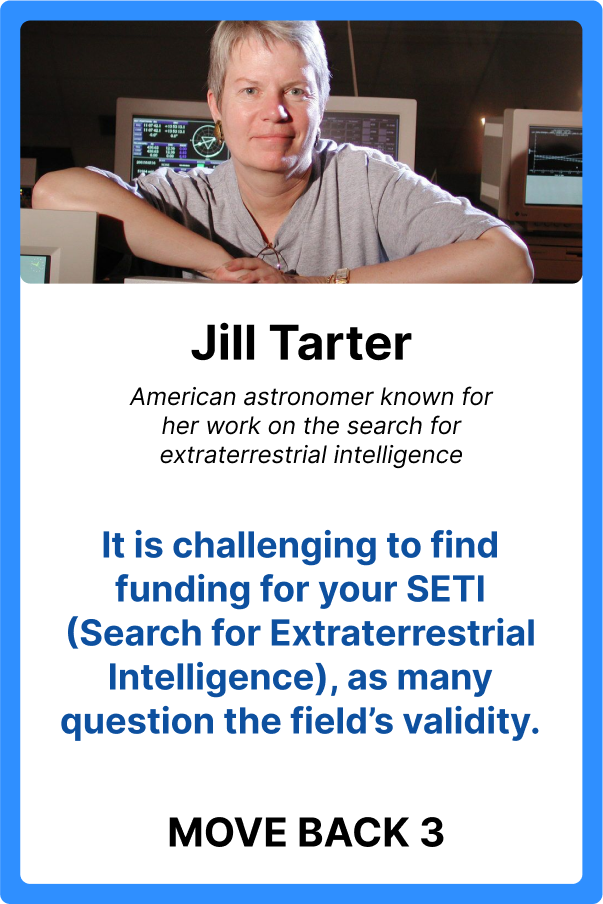 Jill Tarter
American astronomer known for
her work on the search for
extraterrestrial intelligence
It is challenging to find
funding for your SETI
(Search for Extraterrestrial
Intelligence), as many
question the field’s validity.
MOVE BACK 3